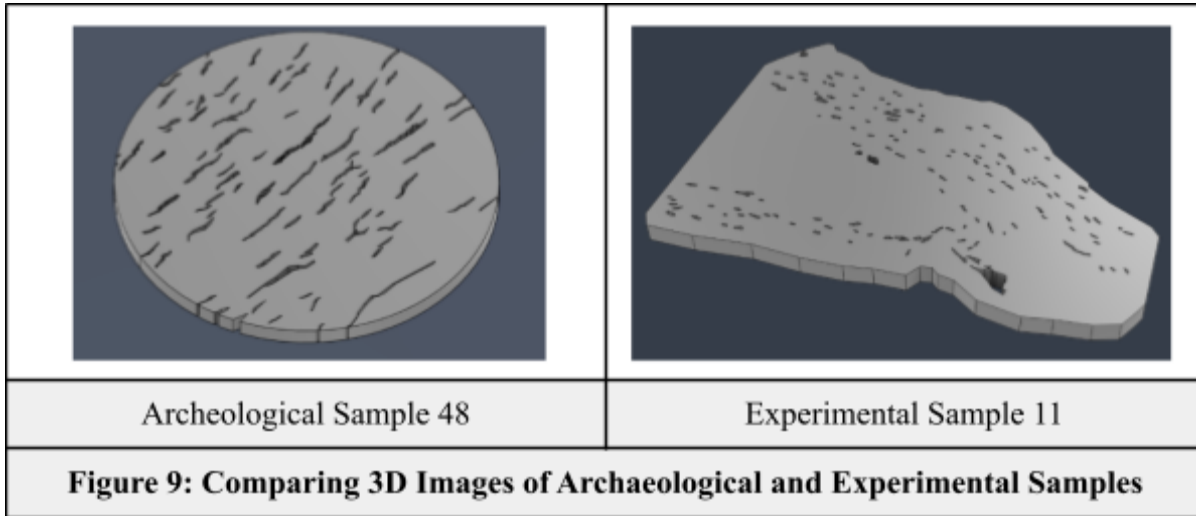 Archeological Sample 48
Experimental Sample 11
Figure 9: Comparing 3D Images of Archaeological and Experimental Samples